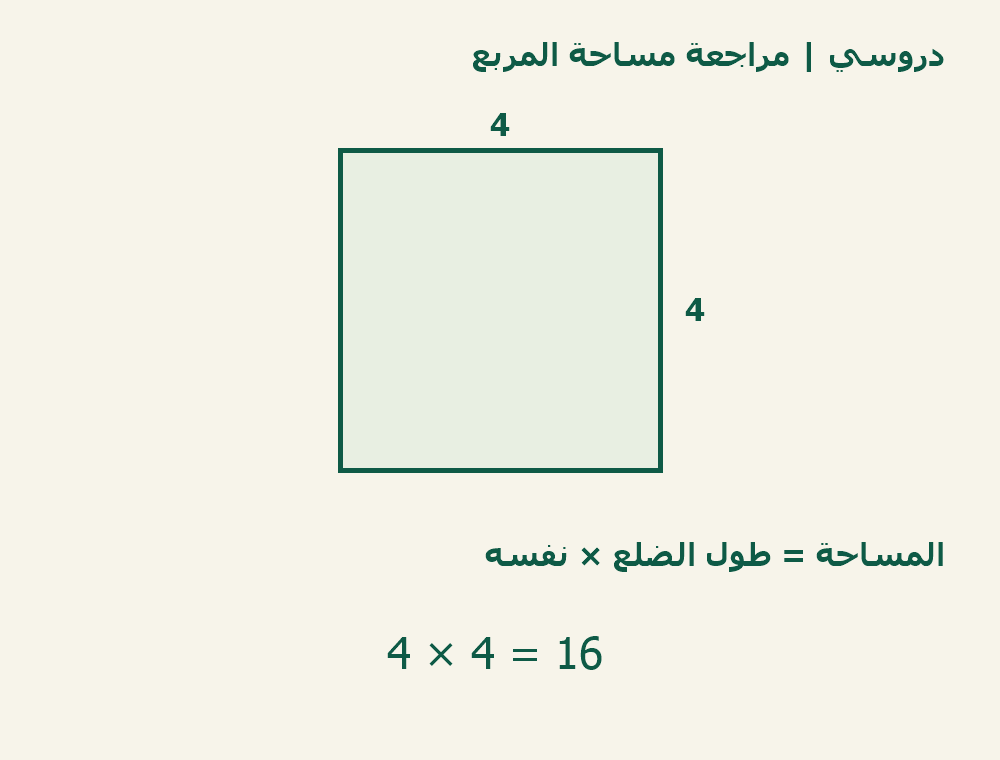 دروسي | مراجعة مساحة المربع
4
4
المساحة = طول الضلع × نفسه
4 × 4 = 16